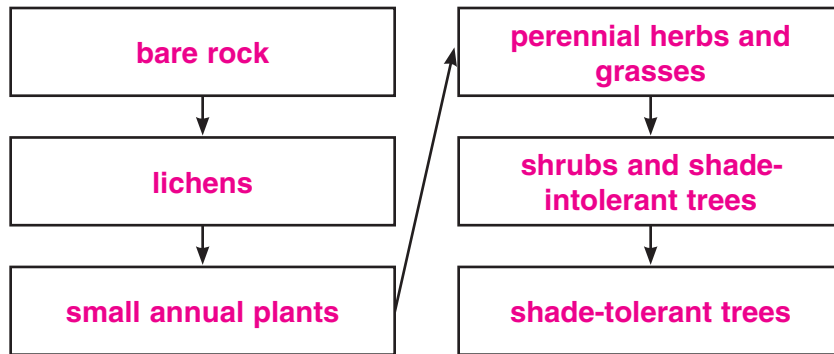 bare rock
lichens
small annual plants
perennial herbs and
grasses
shrubs and shade-
intolerant trees
shade-tolerant trees